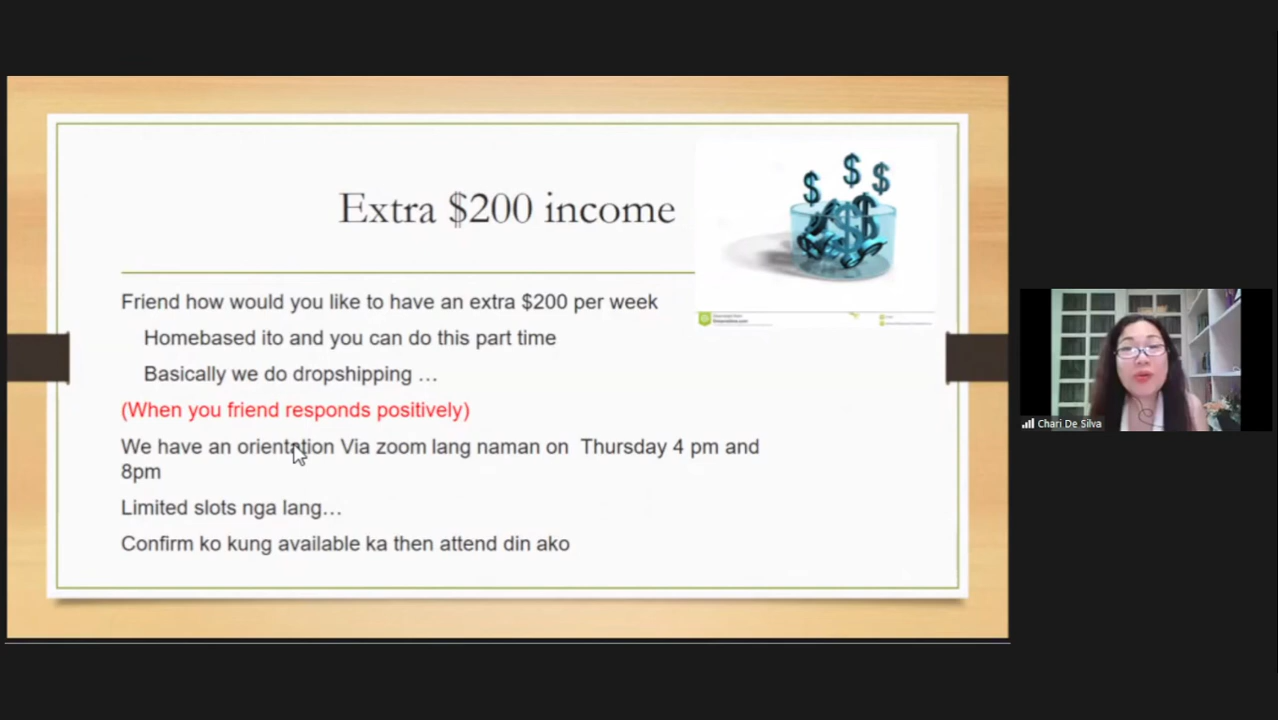 Extra $200 income
Friend how would you like to have an extra $200 per week
Homebased ito and you can do this part time
Basically we do dropshipping …
(When you friend responds positively)
We have an orientation Via zoom lang naman on Thursday 4 pm and
8pm
Limited slots nga lang…
Confirm ko kung available ka then attend din ako
Chari De Silva